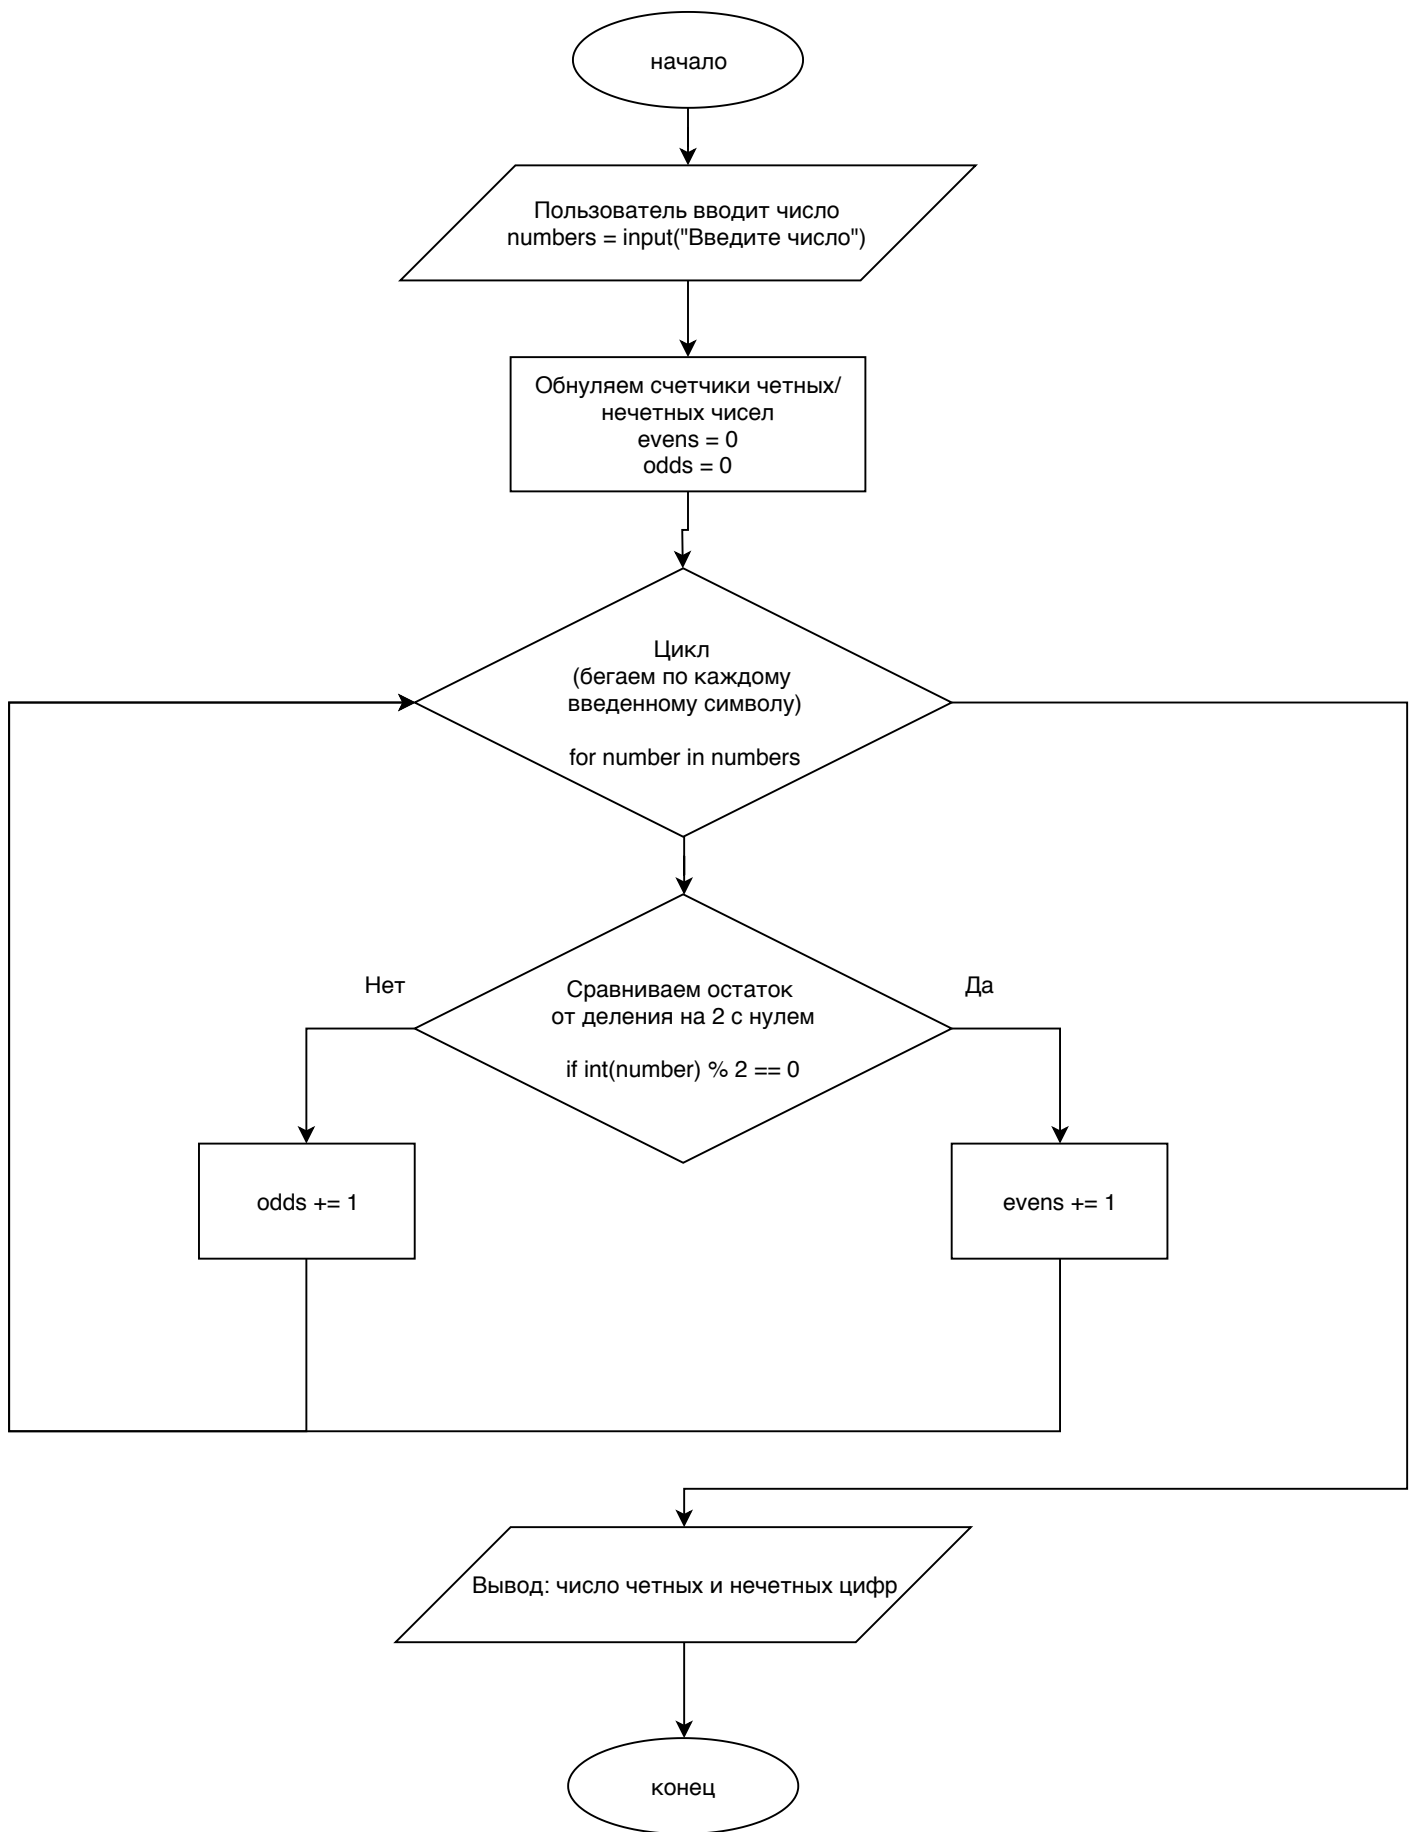 начало
Пользователь вводит число
numbers = input("Введите число")
Обнуляем счетчики четных/
нечетных чисел
evens = 0
odds = 0
Цикл
(бегаем по каждому
введенному символу)
for number in numbers
Нет
Да
Сравниваем остаток
от деления на 2 с нулем
if int(number) % 2 == 0
odds += 1
evens += 1
Вывод: число четных и нечетных цифр
конец